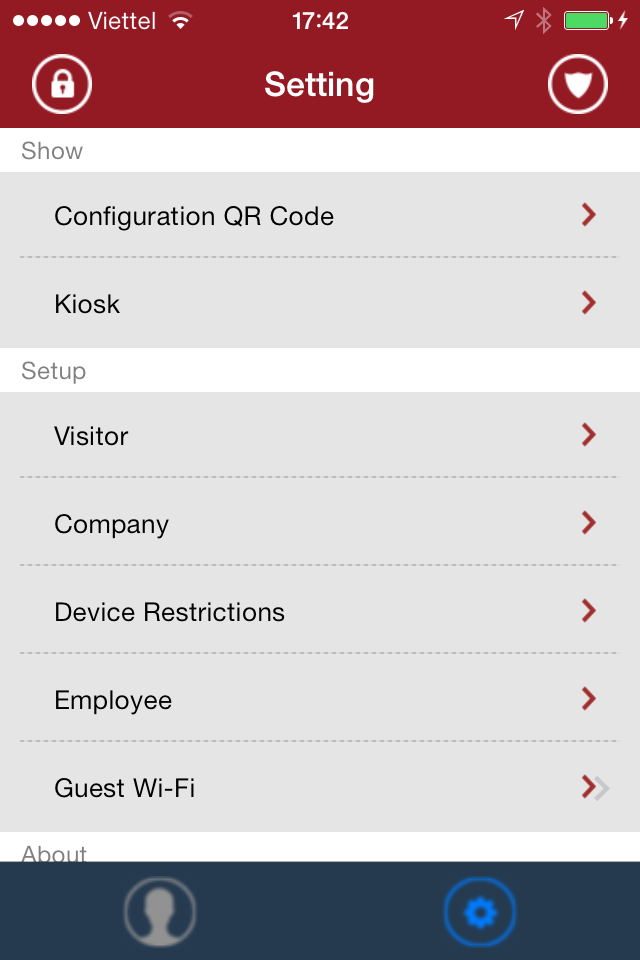 Viettel 17:42
Setting
Show
Configuration QR Code
Kiosk
Setup
Visitor
Company
Device Restrictions
Employee
Guest Wi-Fi
About